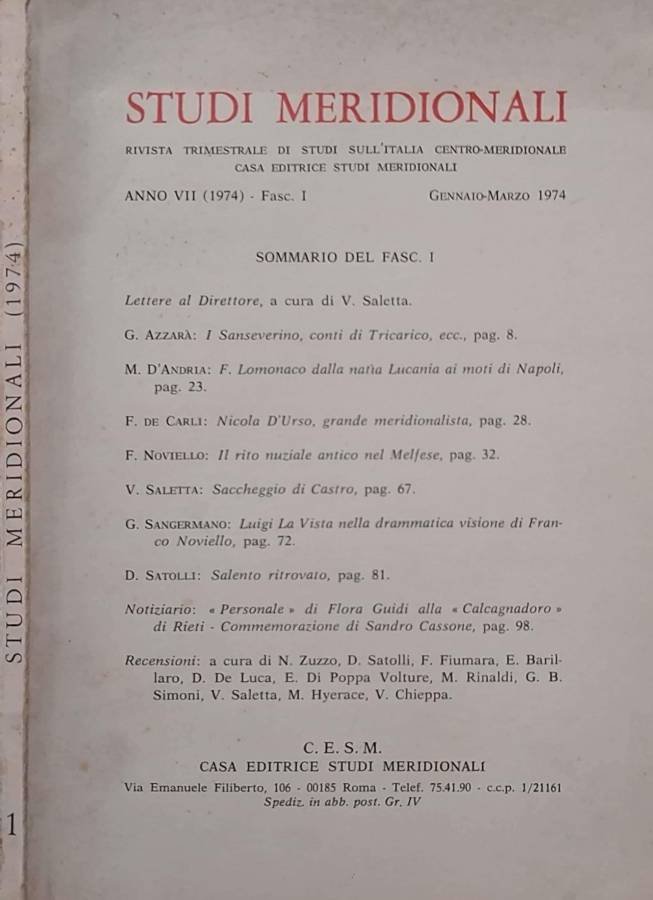 STUDI MERIDIONALI (1974)
1
STUDI MERIDIONALI
RIVISTA TRIMESTRALE DI STUDI SULL'ITALIA CENTRO-MERIDIONALE
CASA EDITRICE STUDI MERIDIONALI
ANNO VII (1974) - Fasc. I GENNAIO-MARZO 1974
SOMMARIO DEL FASC. I
Lettere al Direttore, a cura di V. Saletta.
G. AZZARÀ: I Sanseverino, conti di Tricarico, ecc., pag. 8.
M. D'ANDRIA: F. Lomonaco dalla natìa Lucania ai moti di Napoli,
pag. 23.
F. DE CARLI: Nicola D'Urso, grande meridionalista, pag. 28.
F. NOVIELLO: Il rito nuziale antico nel Melfese, pag. 32.
V. SALETTA: Saccheggio di Castro, pag. 67.
G. SANGERMANO: Luigi La Vista nella drammatica visione di Fran-
co Noviello, pag. 72.
D. SATOLLI: Salento ritrovato, pag. 81.
Notiziario: « Personale » di Flora Guidi alla « Calcagnadoro »
di Rieti - Commemorazione di Sandro Cassone, pag. 98.
Recensioni: a cura di N. Zuzzo, D. Satolli, F. Fiumara, E. Baril-
laro, D. De Luca, E. Di Poppa Volture, M. Rinaldi, G. B.
Simoni, V. Saletta, M. Hyerace, V. Chieppa.
C. E. S. M.
CASA EDITRICE STUDI MERIDIONALI
Via Emanuele Filiberto, 106 - 00185 Roma - Telef. 75.41.90 - c.c.p. 1/21161
Spediz. in abb. post. Gr. IV